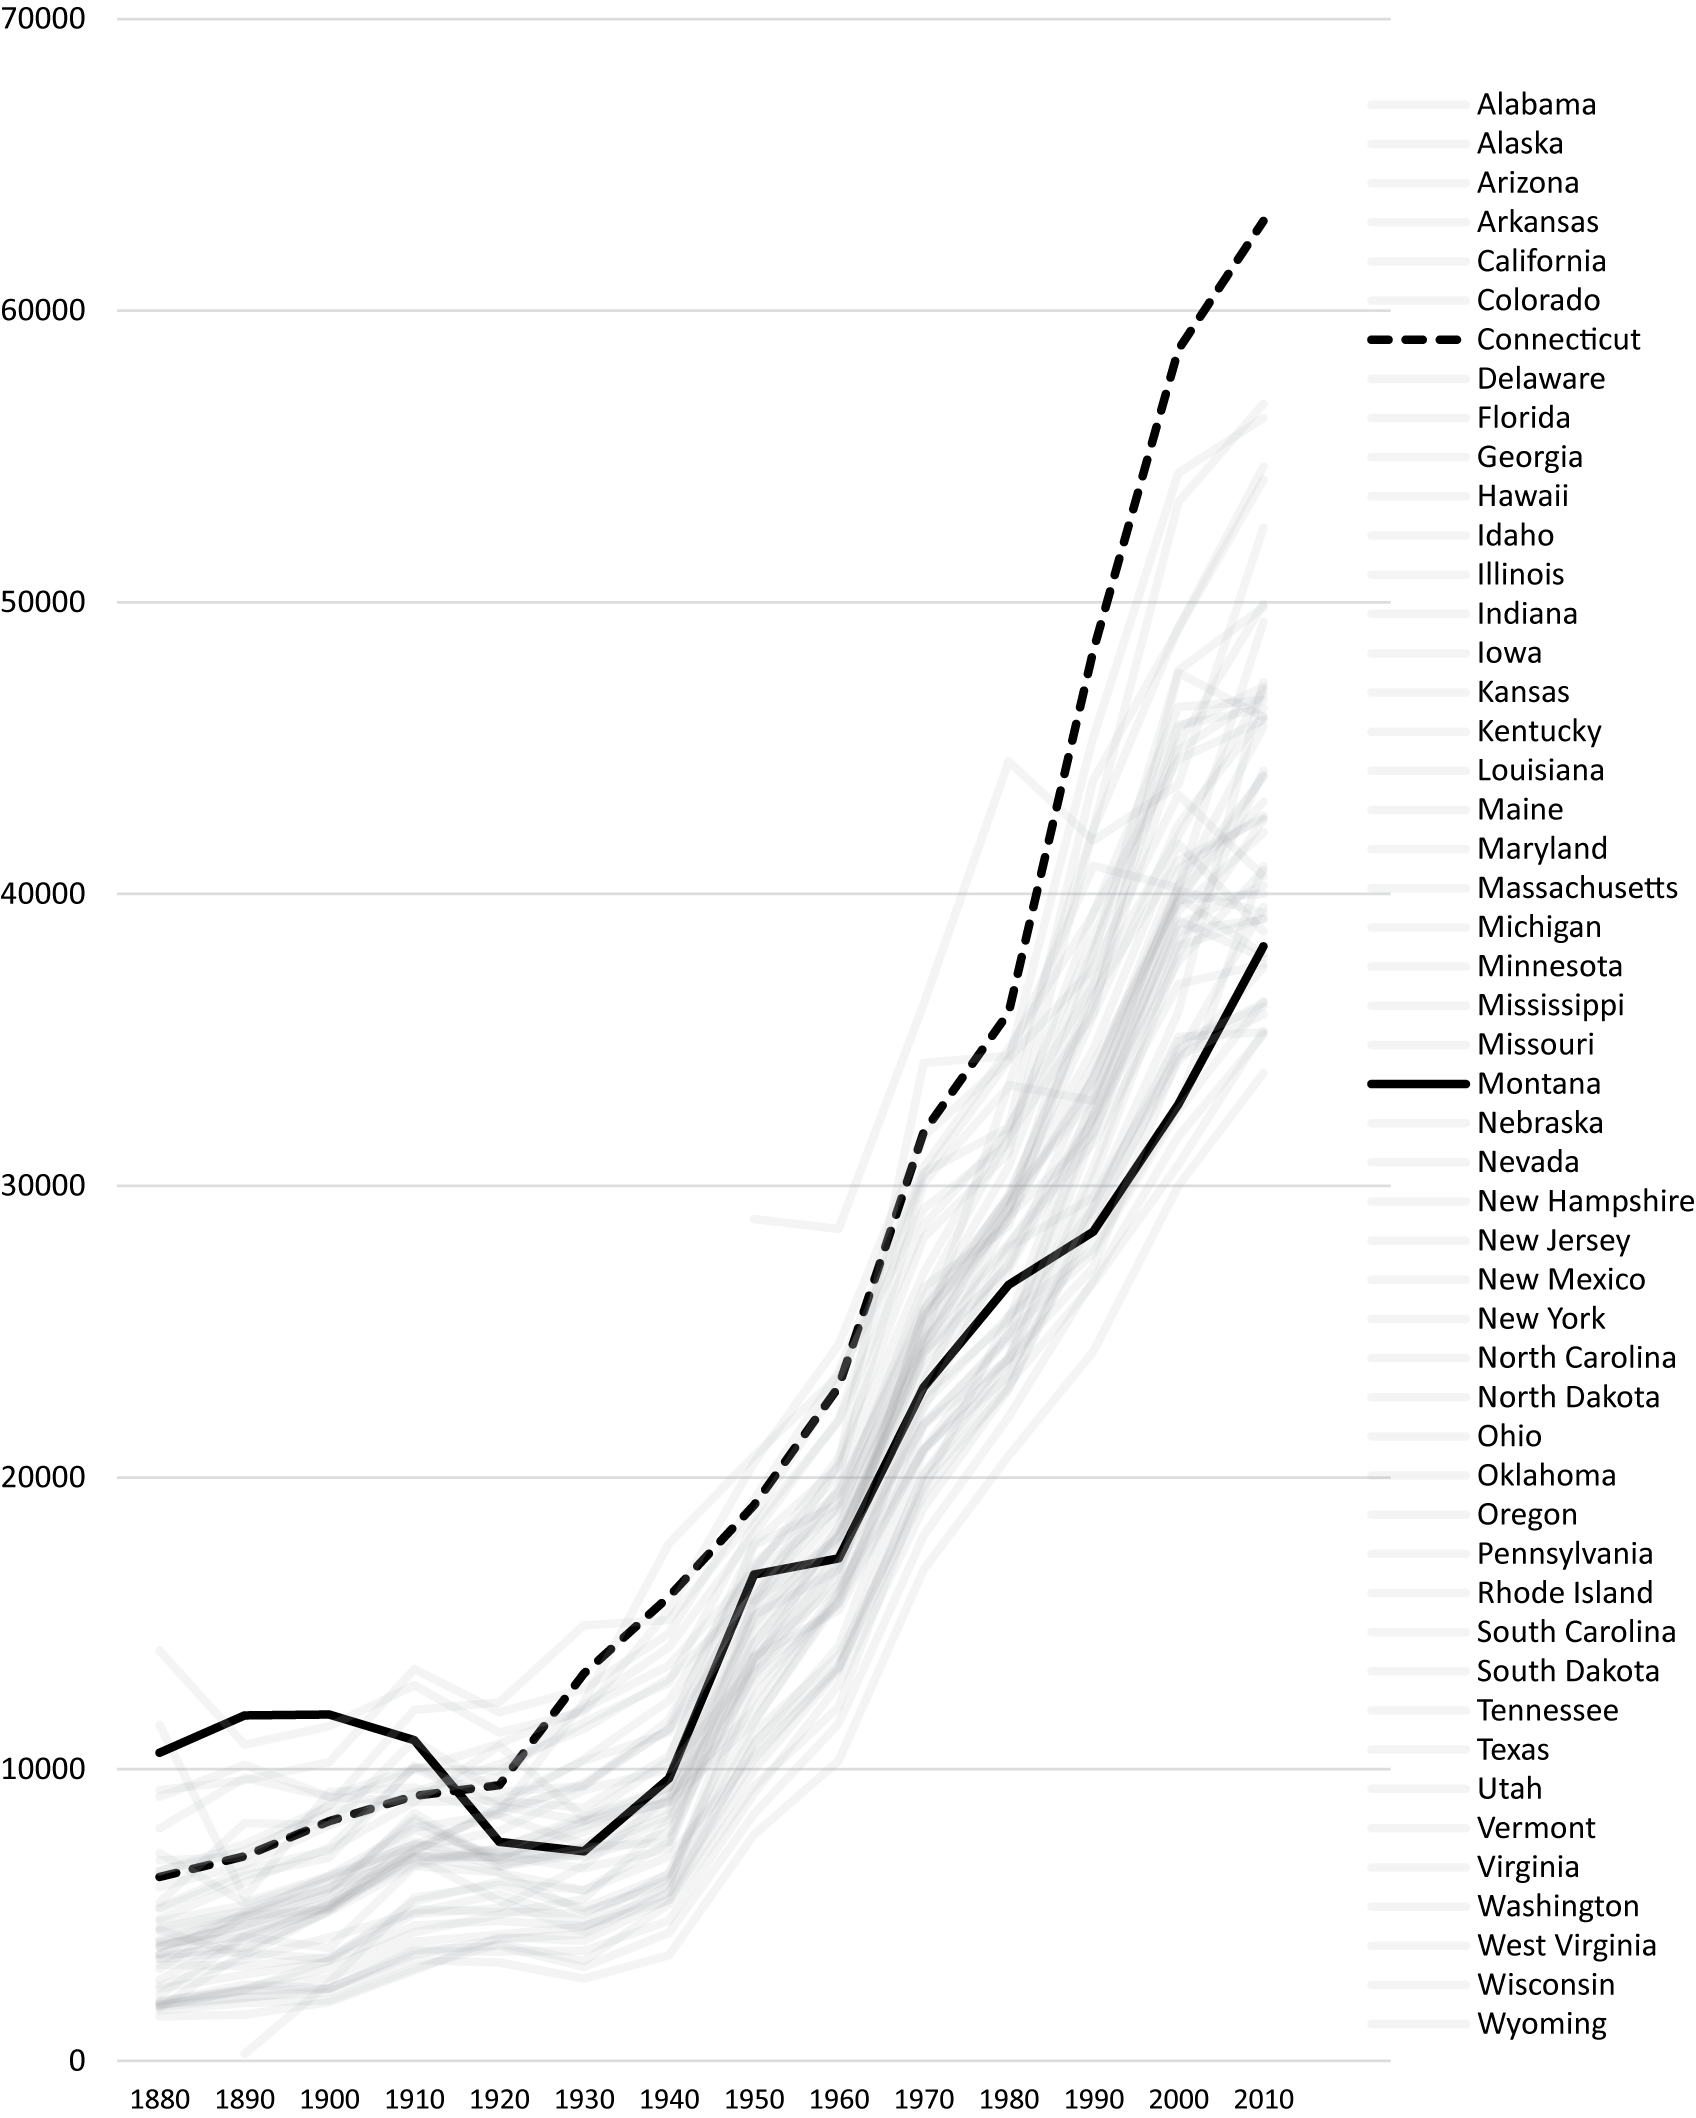 70000
60000
50000
40000
30000
20000
10000
0
1880 1890 1900 1910 1920 1930 1940 1950 1960 1970 1980 1990 2000 2010
Alabama
Alaska
Arizona
Arkansas
California
Colorado
Connecticut
Delaware
Florida
Georgia
Hawaii
Idaho
Illinois
Indiana
Iowa
Kansas
Kentucky
Louisiana
Maine
Maryland
Massachusetts
Michigan
Minnesota
Mississippi
Missouri
Montana
Nebraska
Nevada
New Hampshire
New Jersey
New Mexico
New York
North Carolina
North Dakota
Ohio
Oklahoma
Oregon
Pennsylvania
Rhode Island
South Carolina
South Dakota
Tennessee
Texas
Utah
Vermont
Virginia
Washington
West Virginia
Wisconsin
Wyoming